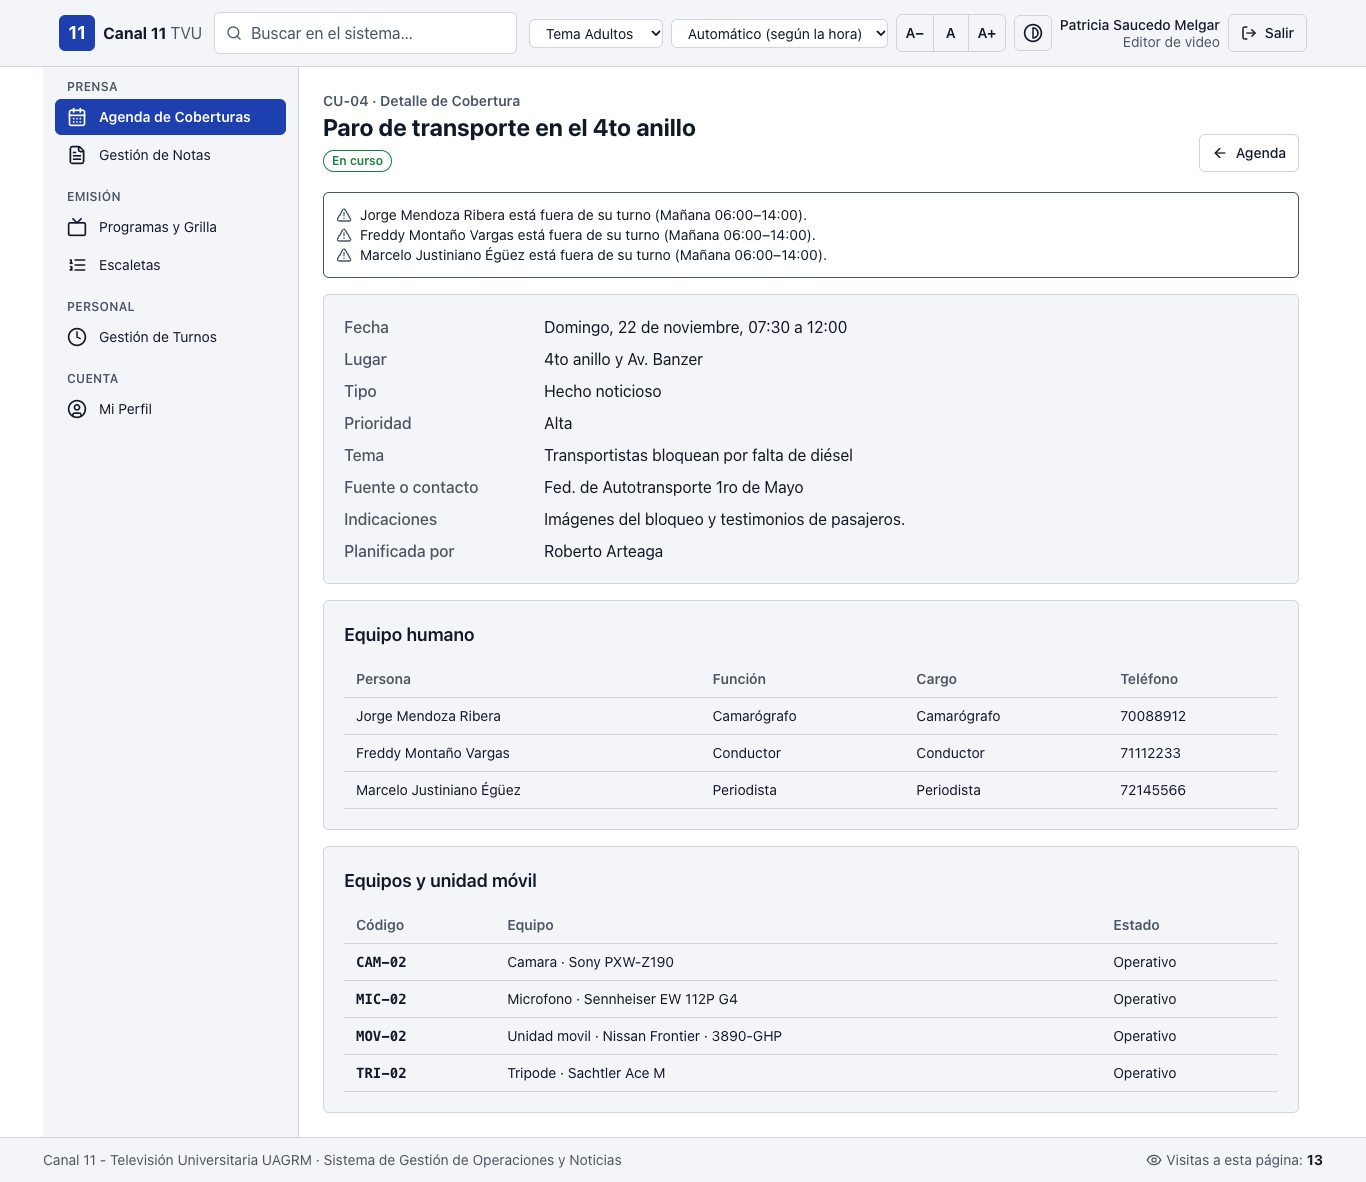 11 Canal 11 TVU
Buscar en el sistema...
Tema Adultos
Automático (según la hora)
A− A A+
Patricia Saucedo Melgar
Editor de video
Salir
PRENSA
Agenda de Coberturas
Gestión de Notas
EMISIÓN
Programas y Grilla
Escaletas
PERSONAL
Gestión de Turnos
CUENTA
Mi Perfil
CU-04 · Detalle de Cobertura
Paro de transporte en el 4to anillo
En curso
Agenda
Jorge Mendoza Ribera está fuera de su turno (Mañana 06:00–14:00).
Freddy Montaño Vargas está fuera de su turno (Mañana 06:00–14:00).
Marcelo Justiniano Égüez está fuera de su turno (Mañana 06:00–14:00).
Fecha Domingo, 22 de noviembre, 07:30 a 12:00
Lugar 4to anillo y Av. Banzer
Tipo Hecho noticioso
Prioridad Alta
Tema Transportistas bloquean por falta de diésel
Fuente o contacto Fed. de Autotransporte 1ro de Mayo
Indicaciones Imágenes del bloqueo y testimonios de pasajeros.
Planificada por Roberto Arteaga
Equipo humano
Persona Función Cargo Teléfono
Jorge Mendoza Ribera Camarógrafo Camarógrafo 70088912
Freddy Montaño Vargas Conductor Conductor 71112233
Marcelo Justiniano Égüez Periodista Periodista 72145566
Equipos y unidad móvil
Código Equipo Estado
CAM-02 Camara · Sony PXW-Z190 Operativo
MIC-02 Microfono · Sennheiser EW 112P G4 Operativo
MOV-02 Unidad movil · Nissan Frontier · 3890-GHP Operativo
TRI-02 Tripode · Sachtler Ace M Operativo
Canal 11 - Televisión Universitaria UAGRM · Sistema de Gestión de Operaciones y Noticias
Visitas a esta página: 13